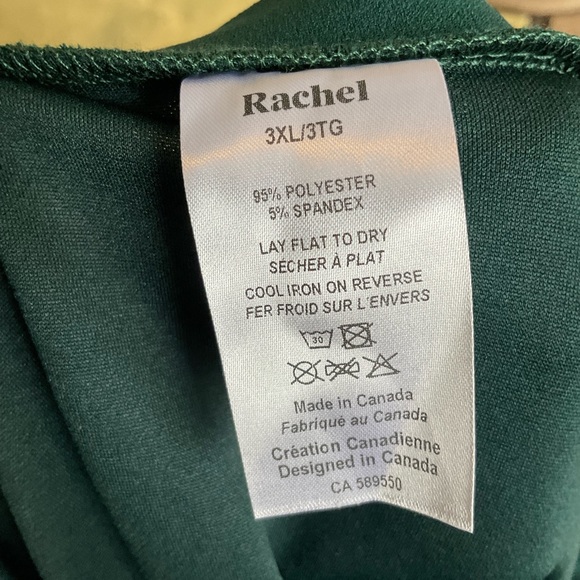 Rachel
3XL/3TG
95% POLYESTER
5% SPANDEX
LAY FLAT TO DRY
SÉCHER À PLAT
COOL IRON ON REVERSE
FER FROID SUR L'ENVERS
30
Made in Canada
Fabriqué au Canada
Création Canadienne
Designed in Canada
CA 589550